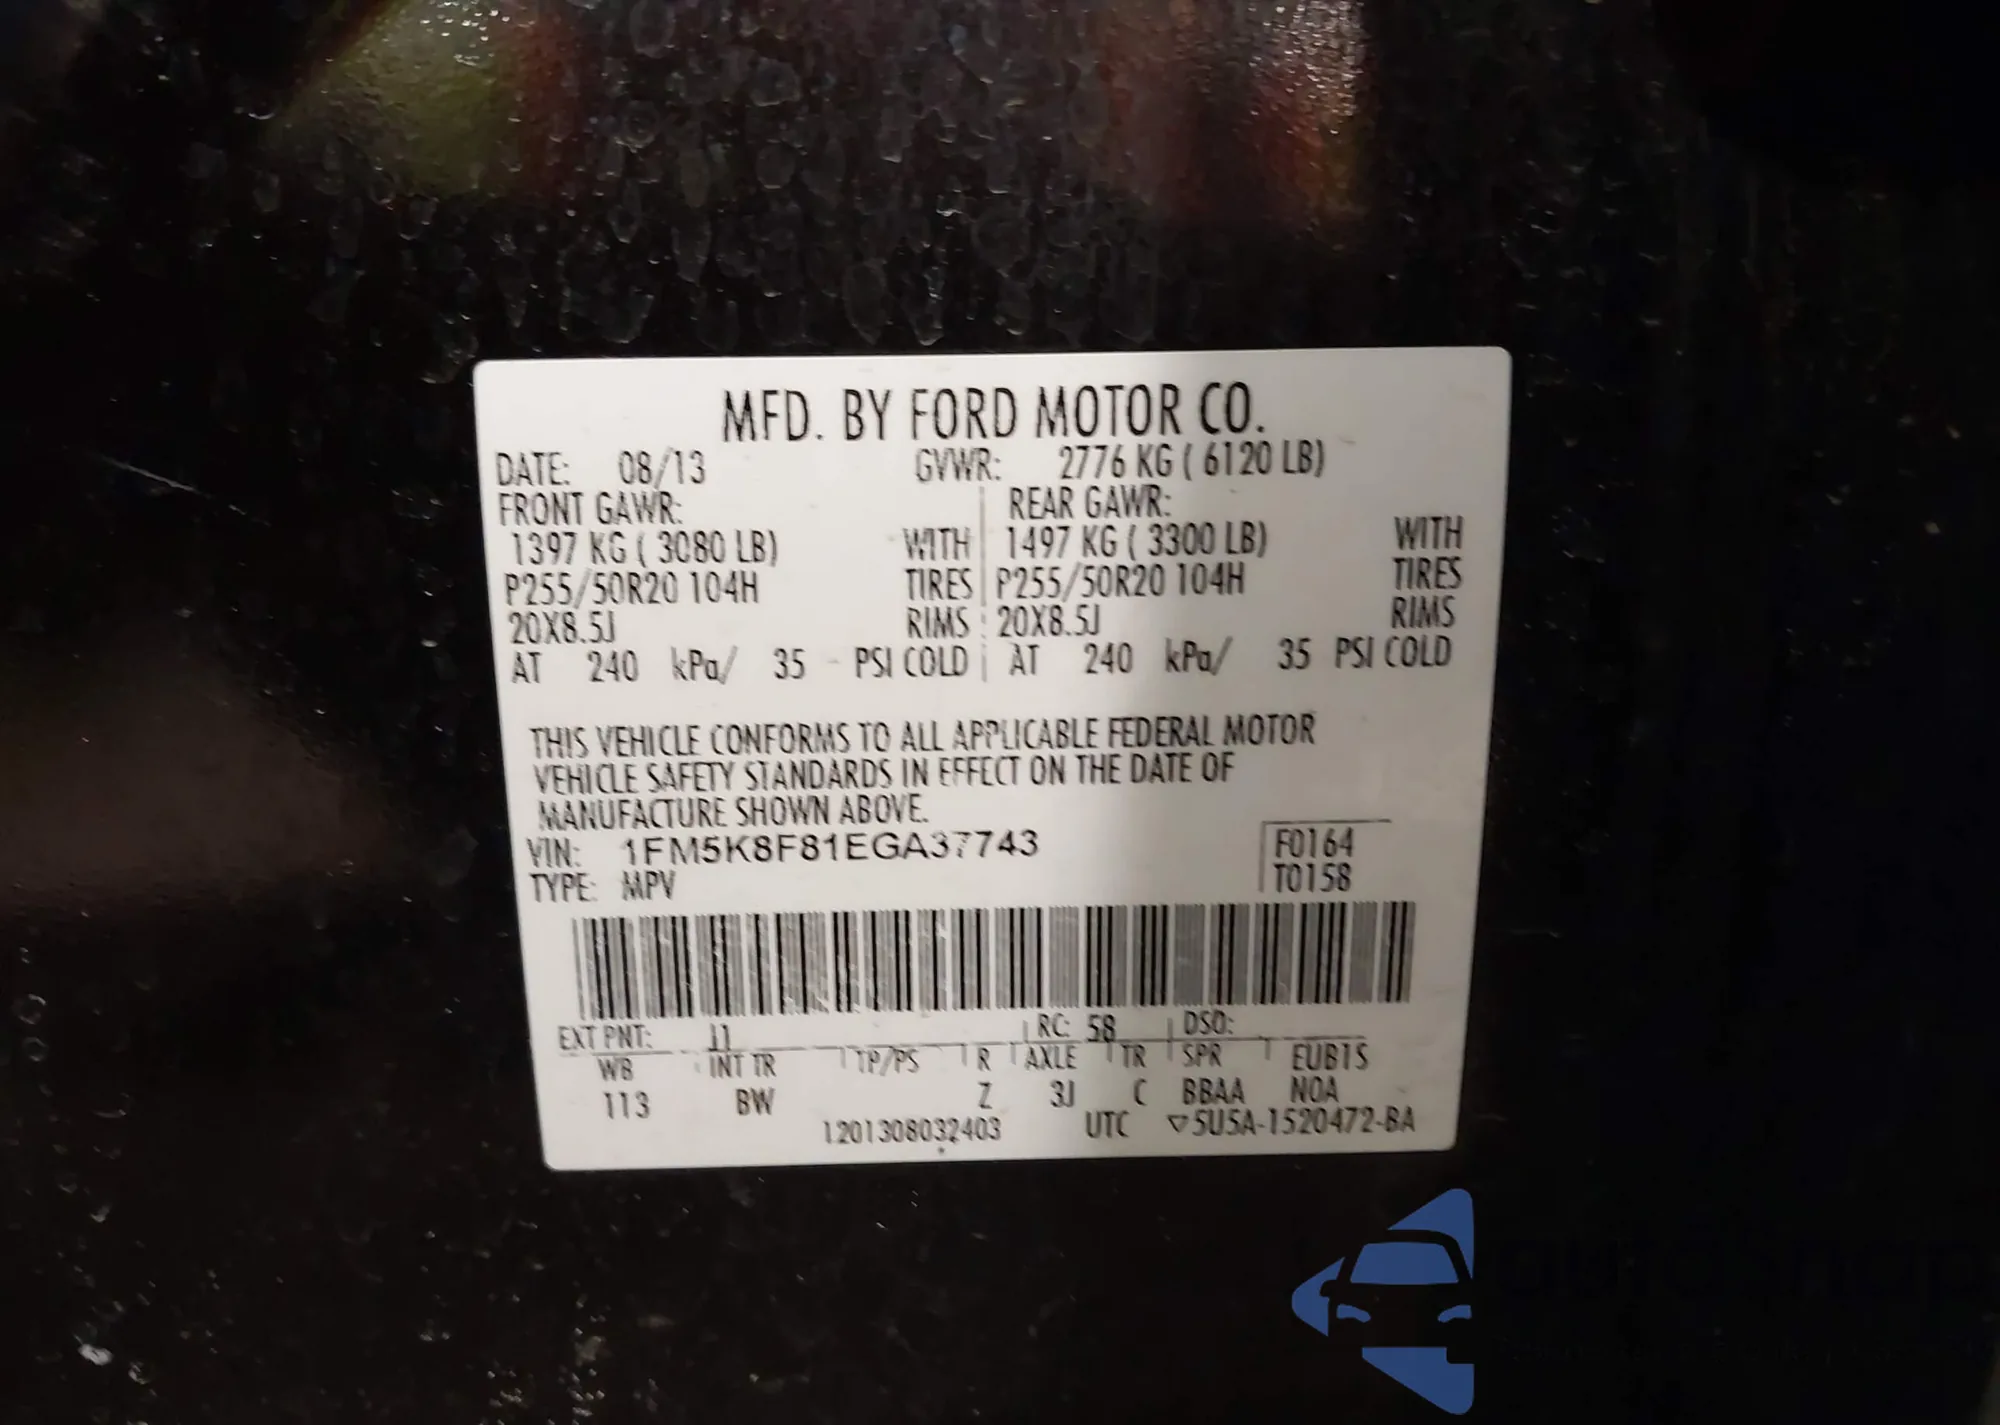 MFD. BY FORD MOTOR CO.
DATE: 08/13 GVWR: 2776 KG ( 6120 LB)
FRONT GAWR: REAR GAWR:
1397 KG ( 3080 LB) WITH 1497 KG ( 3300 LB) WITH
P255/50R20 104H TIRES P255/50R20 104H TIRES
20X8.5J RIMS 20X8.5J RIMS
AT 240 kPa/ 35 PSI COLD AT 240 kPa/ 35 PSI COLD
THIS VEHICLE CONFORMS TO ALL APPLICABLE FEDERAL MOTOR
VEHICLE SAFETY STANDARDS IN EFFECT ON THE DATE OF
MANUFACTURE SHOWN ABOVE.
VIN: 1FM5K8F81EGA37743 F0164
TYPE: MPV T0158
EXT PNT: J1 RC: 58 DSO:
WB INT TR TP/PS R AXLE TR SPR EUB1S
113 BW Z 3J C BBAA NOA
1201308032403 UTC ▽5U5A-1520472-BA